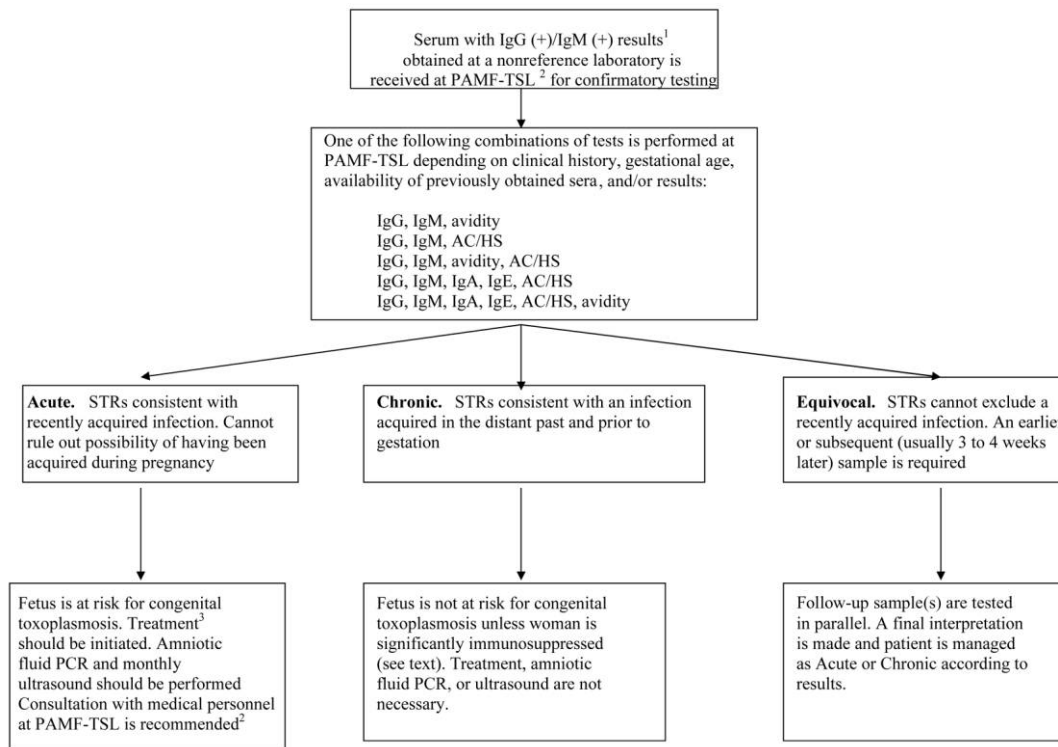 Serum with IgG (+)/IgM (+) results1
obtained at a nonreference laboratory is
received at PAMF-TSL 2 for confirmatory testing
One of the following combinations of tests is performed at
PAMF-TSL depending on clinical history, gestational age,
availability of previously obtained sera, and/or results:
IgG, IgM, avidity
IgG, IgM, AC/HS
IgG, IgM, avidity, AC/HS
IgG, IgM, IgA, IgE, AC/HS
IgG, IgM, IgA, IgE, AC/HS, avidity
Acute. STRs consistent with
recently acquired infection. Cannot
rule out possibility of having been
acquired during pregnancy
Chronic. STRs consistent with an infection
acquired in the distant past and prior to
gestation
Equivocal. STRs cannot exclude a
recently acquired infection. An earlier
or subsequent (usually 3 to 4 weeks
later) sample is required
Fetus is at risk for congenital
toxoplasmosis. Treatment3
should be initiated. Amniotic
fluid PCR and monthly
ultrasound should be performed
Consultation with medical personnel
at PAMF-TSL is recommended2
Fetus is not at risk for congenital
toxoplasmosis unless woman is
significantly immunosuppressed
(see text). Treatment, amniotic
fluid PCR, or ultrasound are not
necessary.
Follow-up sample(s) are tested
in parallel. A final interpretation
is made and patient is managed
as Acute or Chronic according to
results.